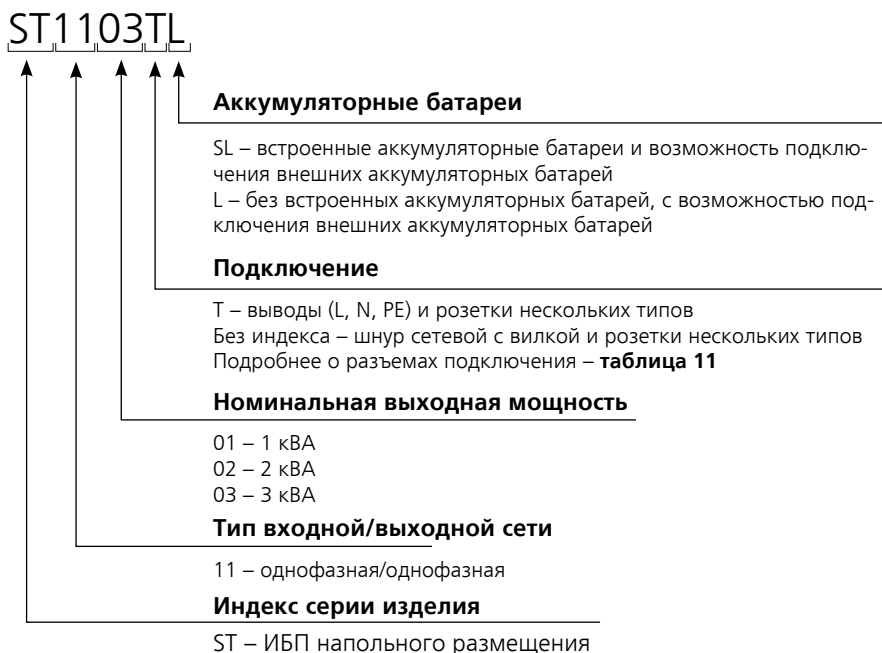 ST1103TL
Аккумуляторные батареи
SL – встроенные аккумуляторные батареи и возможность подклю-
чения внешних аккумуляторных батарей
L – без встроенных аккумуляторных батарей, с возможностью под-
ключения внешних аккумуляторных батарей
Подключение
T – выводы (L, N, PE) и розетки нескольких типов
Без индекса – шнур сетевой с вилкой и розетки нескольких типов
Подробнее о разъемах подключения – таблица 11
Номинальная выходная мощность
01 – 1 кВА
02 – 2 кВА
03 – 3 кВА
Тип входной/выходной сети
11 – однофазная/однофазная
Индекс серии изделия
ST – ИБП напольного размещения